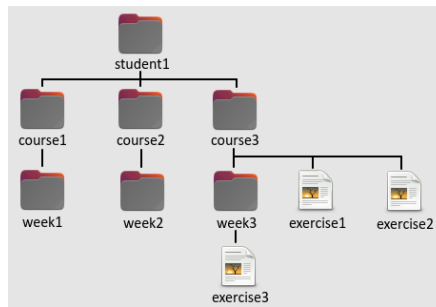 student1
course1 course2 course3
week1 week2 week3 exercise1 exercise2
exercise3